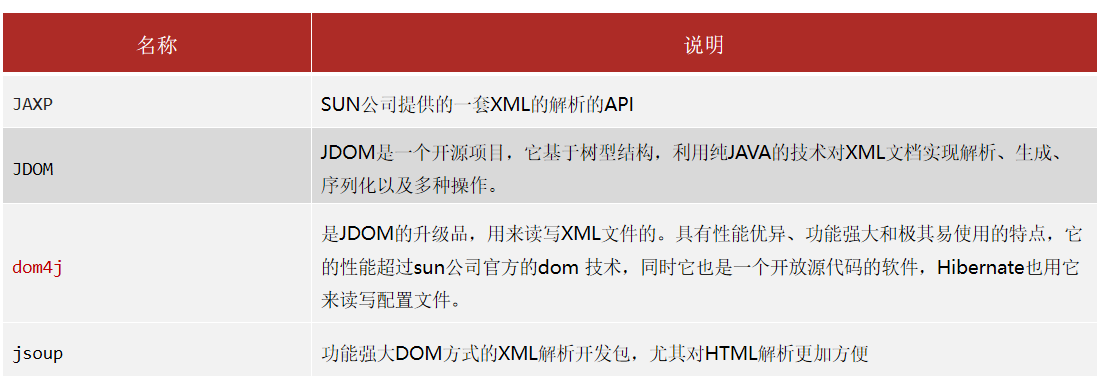 名称 说明
JAXP SUN公司提供的一套XML的解析的API
JDOM JDOM是一个开源项目，它基于树型结构，利用纯JAVA的技术对XML文档实现解析、生成、
序列化以及多种操作。
dom4j 是JDOM的升级品，用来读写XML文件的。具有性能优异、功能强大和极其易使用的特点，它
的性能超过sun公司官方的dom 技术，同时它也是一个开放源代码的软件，Hibernate也用它
来读写配置文件。
jsoup 功能强大DOM方式的XML解析开发包，尤其对HTML解析更加方便